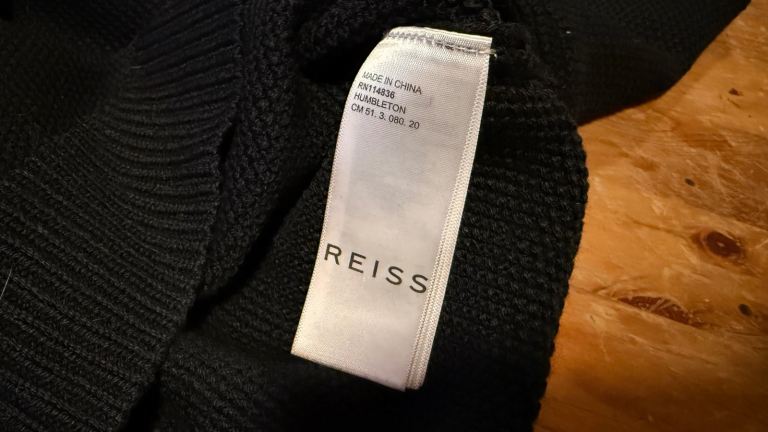 MADE IN CHINA
RN114836
HUMBLETON
CM 51. 3. 080. 20
REISS